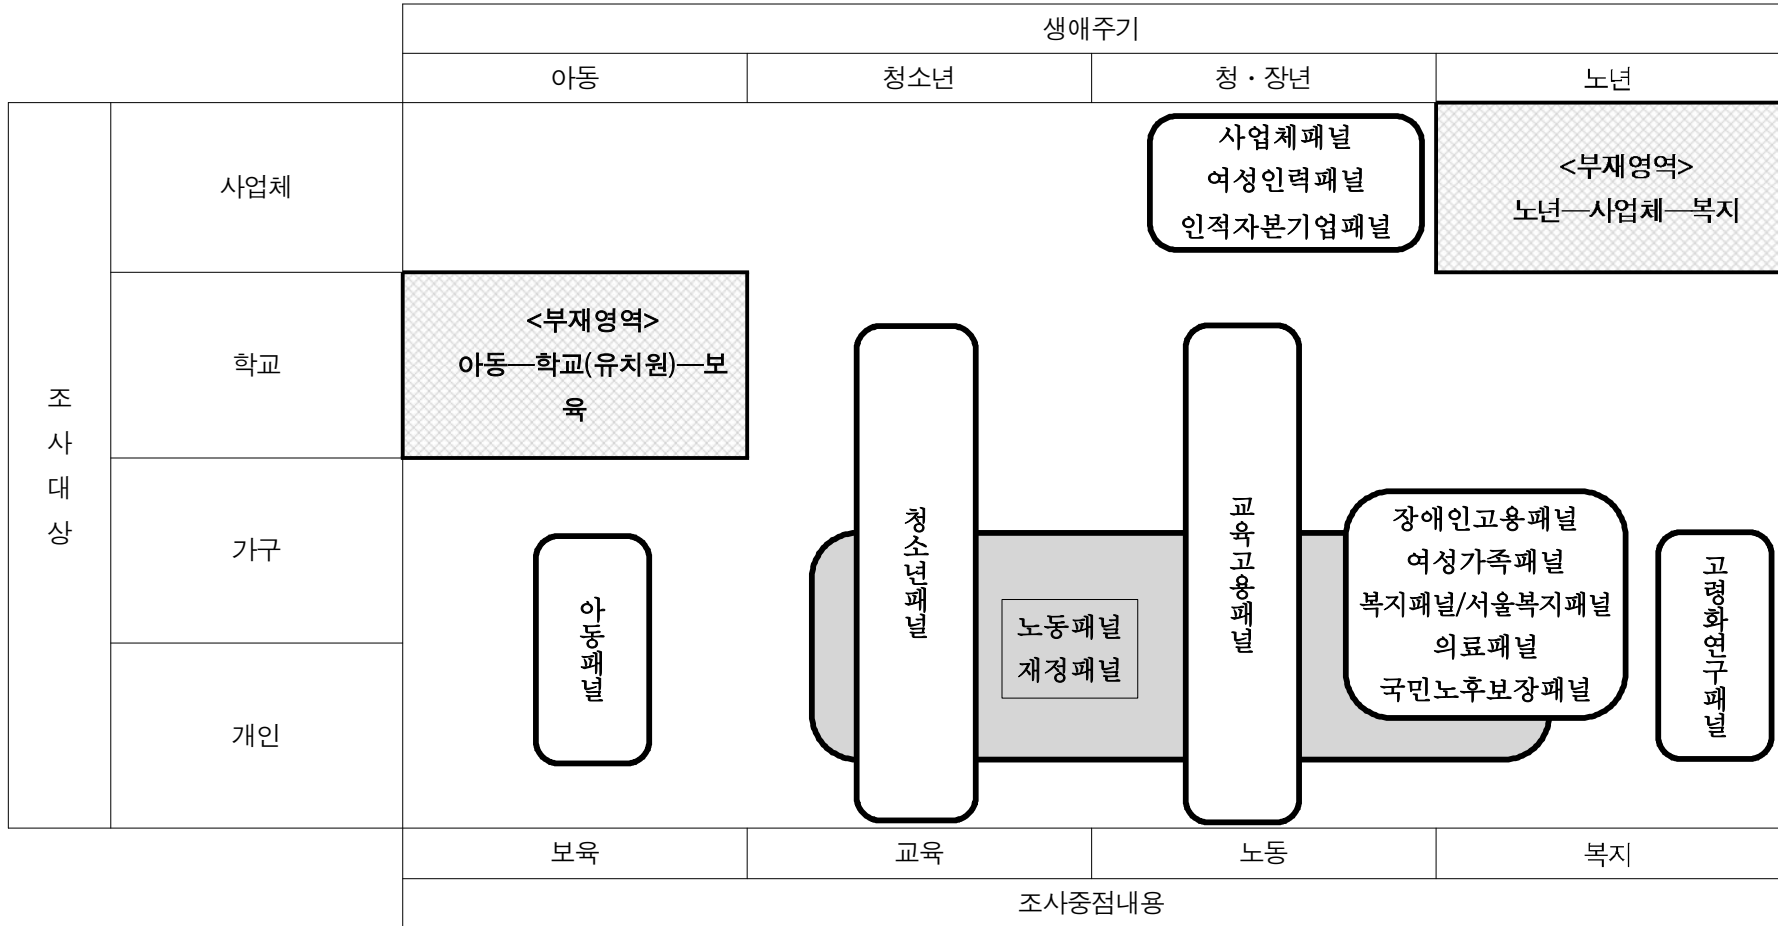 생애주기
아동
청소년
청・장년
노년
조
사
대
상
사업체
사업체패널
여성인력패널
인적자본기업패널
<부재영역>
노년―사업체―복지
학교
<부재영역>
아동―학교(유치원)―보
육
가구
개인
아동패널
청소년패널
노동패널
재정패널
교육고용패널
장애인고용패널
여성가족패널
복지패널/서울복지패널
의료패널
국민노후보장패널
고령화연구패널
보육
교육
노동
복지
조사중점내용